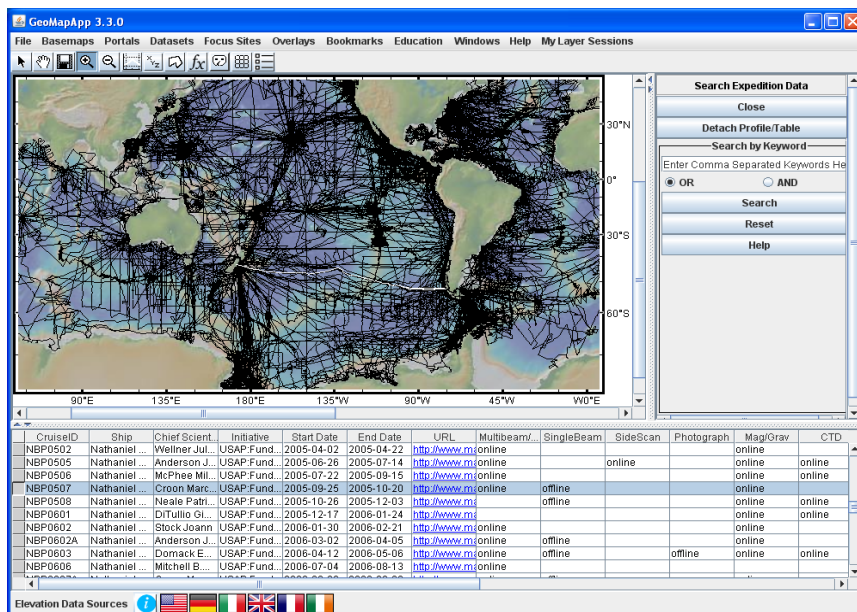 GeoMapApp 3.3.0
File Basemaps Portals Datasets Focus Sites Overlays Bookmarks Education Windows Help My Layer Sessions
Search Expedition Data
Close
Detach Profile/Table
Search by Keyword
Enter Comma Separated Keywords He
OR AND
Search
Reset
Help
30°N
0°
30°S
60°S
90°E 135°E 180°E 135°W 90°W 45°W W0°E
CruiseID Ship Chief Scient... Initiative Start Date End Date URL Multibeam/... SingleBeam SideScan Photograph Mag/Grav CTD
NBP0502 Nathaniel ... Wellner Jul... USAP:Fund... 2005-04-02 2005-04-22 http://www.ma online online
NBP0505 Nathaniel ... Anderson J... USAP:Fund... 2005-06-26 2005-07-14 http://www.ma online online online
NBP0506 Nathaniel ... McPhee Mil... USAP:Fund... 2005-07-22 2005-09-15 http://www.ma online online online
NBP0507 Nathaniel ... Croon Marc... USAP:Fund... 2005-09-25 2005-10-20 http://www.ma online offline online
NBP0508 Nathaniel ... Neale Patri... USAP:Fund... 2005-10-26 2005-12-03 http://www.ma offline online online
NBP0601 Nathaniel ... DiTullio Gi... USAP:Fund... 2005-12-17 2006-01-24 http://www.ma online online
NBP0602 Nathaniel ... Stock Joann USAP:Fund... 2006-01-30 2006-02-21 http://www.ma online online
NBP0602A Nathaniel ... Anderson J... USAP:Fund... 2006-03-02 2006-04-05 http://www.ma online offline online
NBP0603 Nathaniel ... Domack E... USAP:Fund... 2006-04-12 2006-05-06 http://www.ma online offline offline online online
NBP0606 Nathaniel ... Mitchell B.... USAP:Fund... 2006-07-04 2006-08-13 http://www.ma online online
Elevation Data Sources